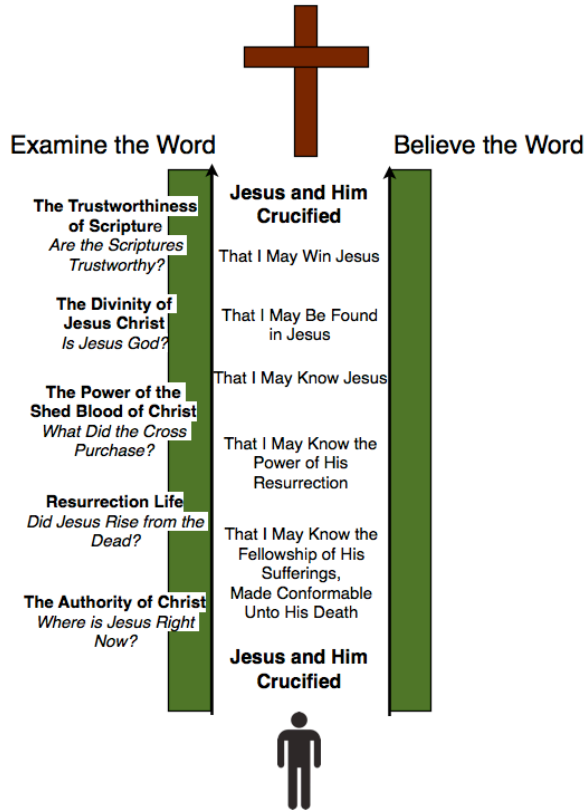 Examine the Word
Believe the Word
The Trustworthiness
of Scripture
Are the Scriptures
Trustworthy?
The Divinity of
Jesus Christ
Is Jesus God?
The Power of the
Shed Blood of Christ
What Did the Cross
Purchase?
Resurrection Life
Did Jesus Rise from the
Dead?
The Authority of Christ
Where is Jesus Right
Now?
Jesus and Him
Crucified
That I May Win Jesus
That I May Be Found
in Jesus
That I May Know Jesus
That I May Know the
Power of His
Resurrection
That I May Know the
Fellowship of His
Sufferings,
Made Conformable
Unto His Death
Jesus and Him
Crucified